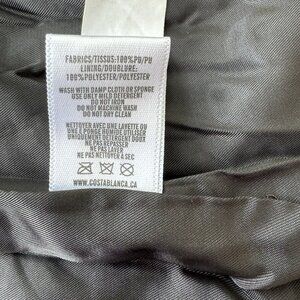 FABRICS/TISSUS:100%PU/PU
LINING/DOUBLURE:
100%POLYESTER/POLYESTER
WASH WITH DAMP CLOTH OR SPONGE
USE ONLY MILD DETERGENT
DO NOT IRON
DO NOT MACHINE WASH
DO NOT DRY CLEAN
NETTOYER AVEC UNE LAVETTE OU
UNE A PONGE HUMIDE UTILISER
UNIQUEMENT DETERGENT DOUX
NE PAS REPASSER
NE PAS LAVER
NE PAS NETTOYER A SEC
WWW.COSTABLANCA.CA